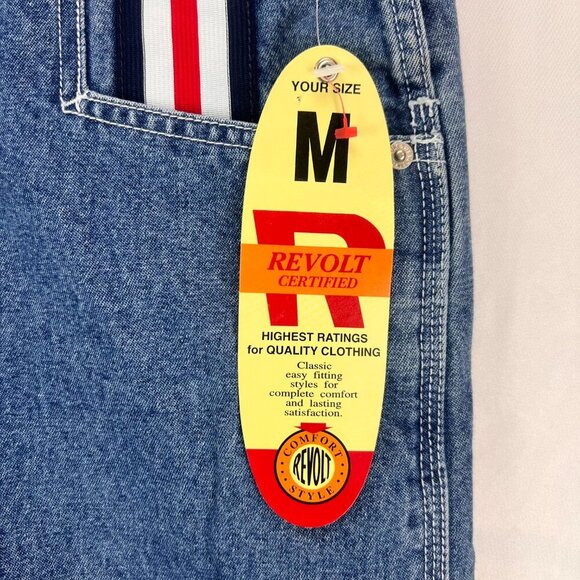 YOUR SIZE
M
R
REVOLT
CERTIFIED
HIGHEST RATINGS
for QUALITY CLOTHING
Classic
easy fitting
styles for
complete comfort
and lasting
satisfaction.
COMFORT
REVOLT
STYLE